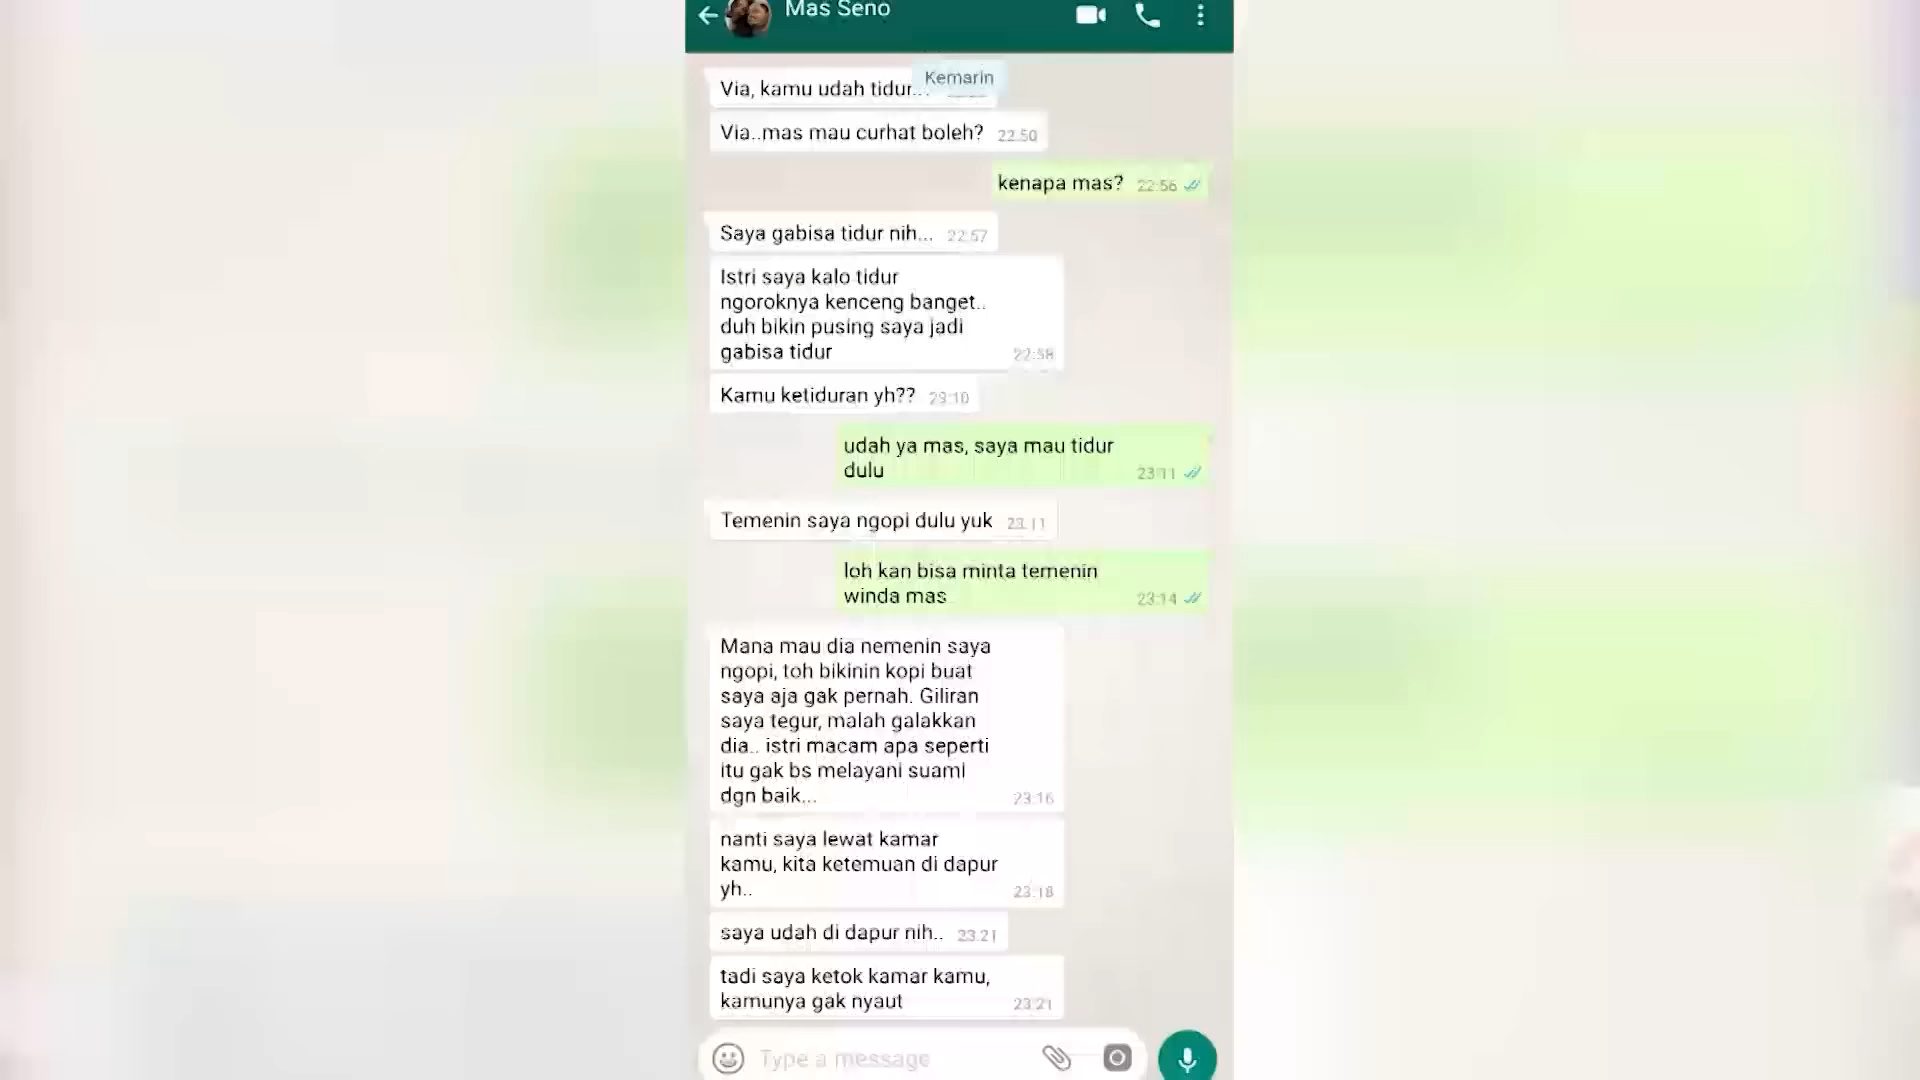 Mas Seno
Kemarin
Via, kamu udah tidur...
Via..mas mau curhat boleh? 22.50
kenapa mas? 22:56
Saya gabisa tidur nih... 22:57
Istri saya kalo tidur
ngoroknya kenceng banget..
duh bikin pusing saya jadi
gabisa tidur 22:58
Kamu ketiduran yh?? 23:10
udah ya mas, saya mau tidur
dulu 23:11
Temenin saya ngopi dulu yuk 23.11
loh kan bisa minta temenin
winda mas 23:14
Mana mau dia nemenin saya
ngopi, toh bikinin kopi buat
saya aja gak pernah. Giliran
saya tegur, malah galakkan
dia.. istri macam apa seperti
itu gak bs melayani suami
dgn baik... 23:16
nanti saya lewat kamar
kamu, kita ketemuan di dapur
yh.. 23:18
saya udah di dapur nih.. 23.21
tadi saya ketok kamar kamu,
kamunya gak nyaut 23:21
Type a message